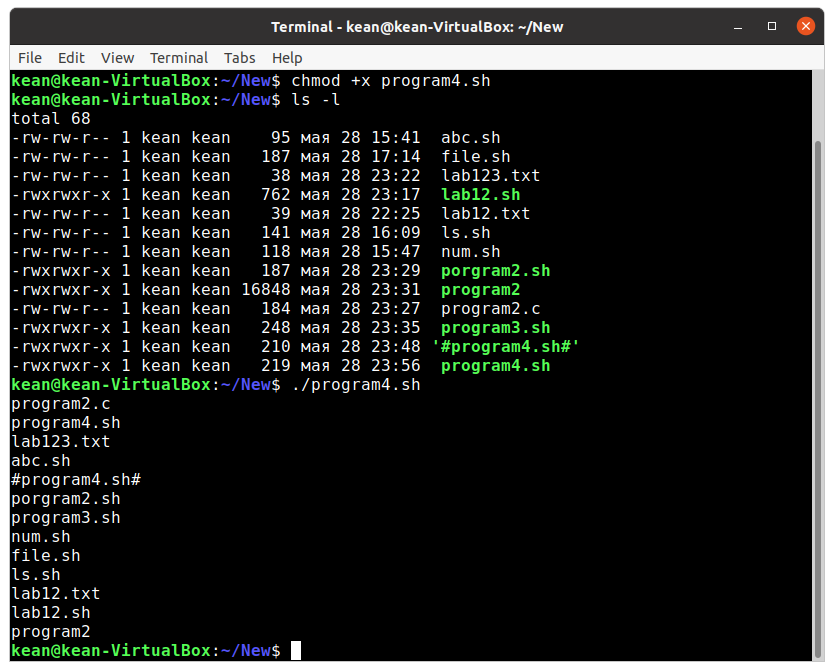 Terminal - kean@kean-VirtualBox: ~/New
File Edit View Terminal Tabs Help
kean@kean-VirtualBox:~/New$ chmod +x program4.sh
kean@kean-VirtualBox:~/New$ ls -l
total 68
-rw-rw-r-- 1 kean kean    95 мая 28 15:41  abc.sh
-rw-rw-r-- 1 kean kean   187 мая 28 17:14  file.sh
-rw-rw-r-- 1 kean kean    38 мая 28 23:22  lab123.txt
-rwxrwxr-x 1 kean kean   762 мая 28 23:17  lab12.sh
-rw-rw-r-- 1 kean kean    39 мая 28 22:25  lab12.txt
-rw-rw-r-- 1 kean kean   141 мая 28 16:09  ls.sh
-rw-rw-r-- 1 kean kean   118 мая 28 15:47  num.sh
-rwxrwxr-x 1 kean kean   187 мая 28 23:29  porgram2.sh
-rwxrwxr-x 1 kean kean 16848 мая 28 23:31  program2
-rw-rw-r-- 1 kean kean   184 мая 28 23:27  program2.c
-rwxrwxr-x 1 kean kean   248 мая 28 23:35  program3.sh
-rwxrwxr-x 1 kean kean   210 мая 28 23:48 '#program4.sh#'
-rwxrwxr-x 1 kean kean   219 мая 28 23:56  program4.sh
kean@kean-VirtualBox:~/New$ ./program4.sh
program2.c
program4.sh
lab123.txt
abc.sh
#program4.sh#
porgram2.sh
program3.sh
num.sh
file.sh
ls.sh
lab12.txt
lab12.sh
program2
kean@kean-VirtualBox:~/New$